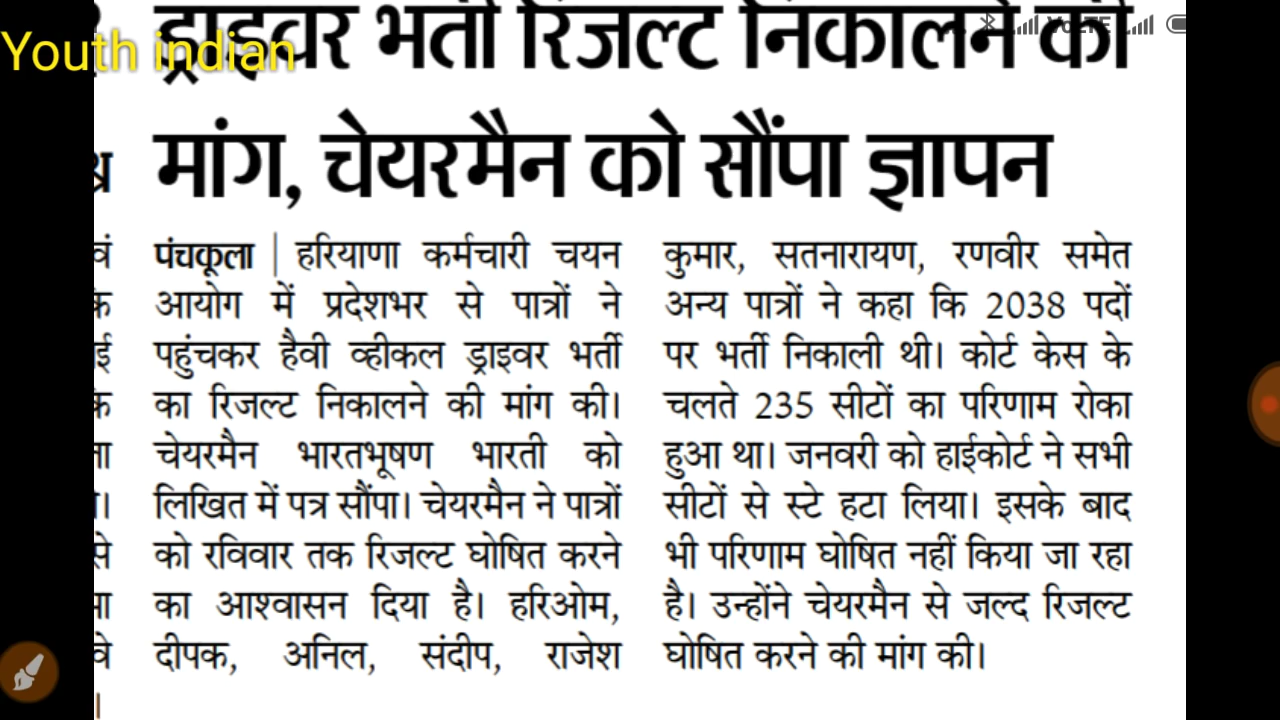 ड्राइवर भर्ती रिजल्ट निकालने की
Youth indian
मांग, चेयरमैन को सौंपा ज्ञापन
पंचकूला | हरियाणा कर्मचारी चयन
आयोग में प्रदेशभर से पात्रों ने
पहुंचकर हैवी व्हीकल ड्राइवर भर्ती
का रिजल्ट निकालने की मांग की।
चेयरमैन भारतभूषण भारती को
लिखित में पत्र सौंपा। चेयरमैन ने पात्रों
को रविवार तक रिजल्ट घोषित करने
का आश्वासन दिया है। हरिओम,
दीपक, अनिल, संदीप, राजेश
कुमार, सतनारायण, रणवीर समेत
अन्य पात्रों ने कहा कि 2038 पदों
पर भर्ती निकाली थी। कोर्ट केस के
चलते 235 सीटों का परिणाम रोका
हुआ था। जनवरी को हाईकोर्ट ने सभी
सीटों से स्टे हटा लिया। इसके बाद
भी परिणाम घोषित नहीं किया जा रहा
है। उन्होंने चेयरमैन से जल्द रिजल्ट
घोषित करने की मांग की।